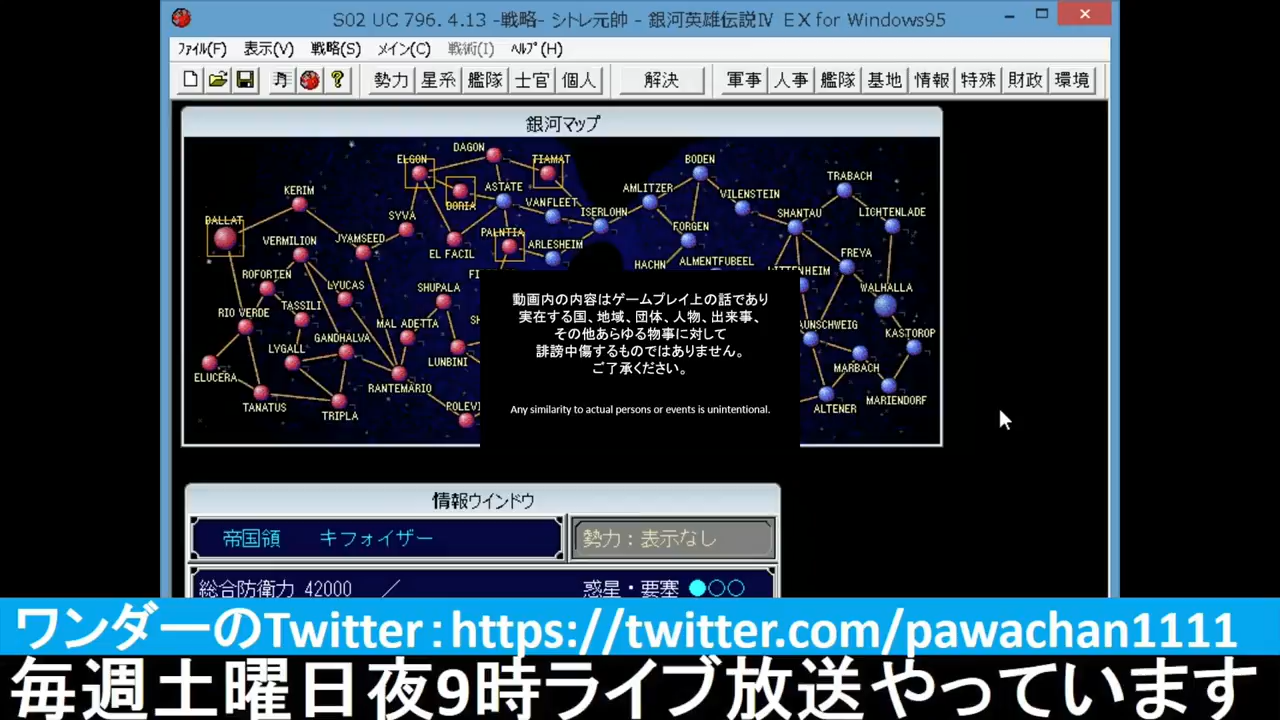 S02 UC 796. 4.13 -戦略- シトレ元帥 - 銀河英雄伝説Ⅳ EX for Windows95
ﾌｧｲﾙ(F) 表示(V) 戦略(S) メイン(C) 戦術(I) ﾍﾙﾌﾟ(H)
勢力 星系 艦隊 士官 個人 解決 軍事 人事 艦隊 基地 情報 特殊 財政 環境
銀河マップ
DAGON
ELGON TIAMAT BODEN
ASTATE AMLITZER TRABACH
KERIM DORIA VANFLEET VILENSTEIN
SYVA ISERLOHN SHANTAU LICHTENLADE
BALLAT PALNTIA FORGEN
VERMILION JYAMSEED EL FACIL ARLESHEIM FREYA
HACHN ALMENTFUBEEL
ROFORTEN LYUCAS SHUPALA WALHALLA
RIO VERDE TASSILI
MAL ADETTA KASTOROP
LYGALL GANDHALVA LUNBINI MARBACH
ELUCERA RANTEMARIO MARIENDORF
TANATUS TRIPLA ALTENER
動画内の内容はゲームプレイ上の話であり
実在する国、地域、団体、人物、出来事、
その他あらゆる物事に対して
誹謗中傷するものではありません。
ご了承ください。
Any similarity to actual persons or events is unintentional.
情報ウインドウ
帝国領 キフォイザー 勢力：表示なし
総合防衛力 42000 ／ 惑星・要塞 ●○○
ワンダーのTwitter：https://twitter.com/pawachan1111
毎週土曜日夜9時ライブ放送やっています